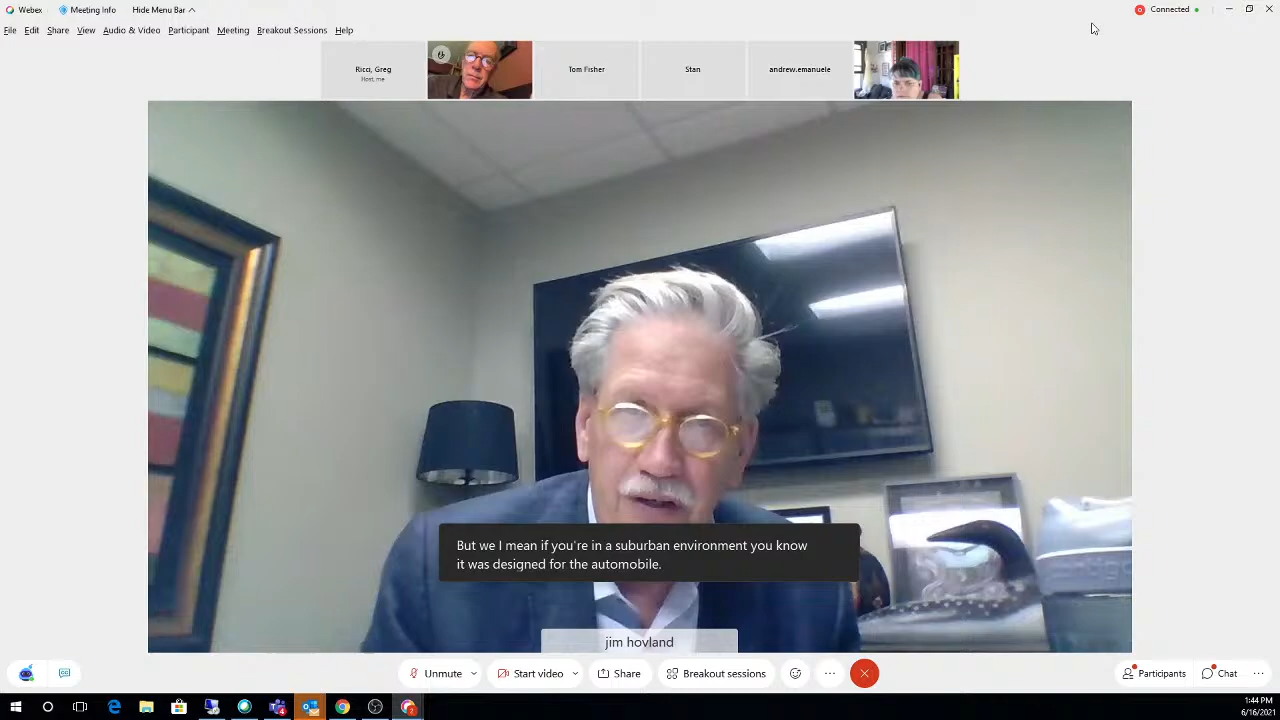 Webex
Meeting Info
Hide Menu Bar
Connected
File Edit Share View Audio & Video Participant Meeting Breakout Sessions Help
Ricci, Greg
Host, me
Tom Fisher
Stan
andrew.emanuele
But we I mean if you're in a suburban environment you know
it was designed for the automobile.
jim hovland
Unmute
Start video
Share
Breakout sessions
Participants
Chat
1:44 PM
6/16/2021